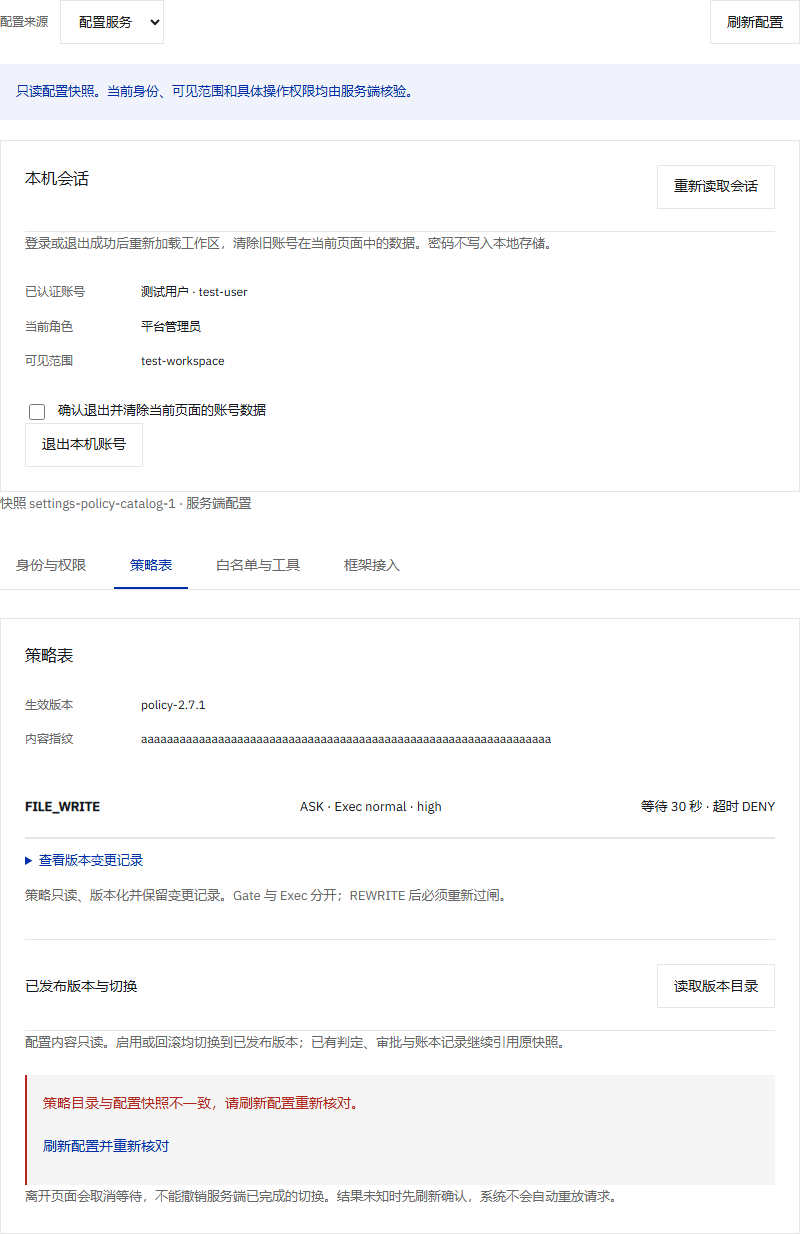 配置来源 配置服务 刷新配置
只读配置快照。当前身份、可见范围和具体操作权限均由服务端核验。
本机会话 重新读取会话
登录或退出成功后重新加载工作区，清除旧账号在当前页面中的数据。密码不写入本地存储。
已认证账号 测试用户 · test-user
当前角色 平台管理员
可见范围 test-workspace
确认退出并清除当前页面的账号数据
退出本机账号
快照 settings-policy-catalog-1 · 服务端配置
身份与权限 策略表 白名单与工具 框架接入
策略表
生效版本 policy-2.7.1
内容指纹 aaaaaaaaaaaaaaaaaaaaaaaaaaaaaaaaaaaaaaaaaaaaaaaaaaaaaaaaaaaaaaaa
FILE_WRITE ASK · Exec normal · high 等待 30 秒 · 超时 DENY
查看版本变更记录
策略只读、版本化并保留变更记录。Gate 与 Exec 分开；REWRITE 后必须重新过闸。
已发布版本与切换 读取版本目录
配置内容只读。启用或回滚均切换到已发布版本；已有判定、审批与账本记录继续引用原快照。
策略目录与配置快照不一致，请刷新配置重新核对。
刷新配置并重新核对
离开页面会取消等待，不能撤销服务端已完成的切换。结果未知时先刷新确认，系统不会自动重放请求。